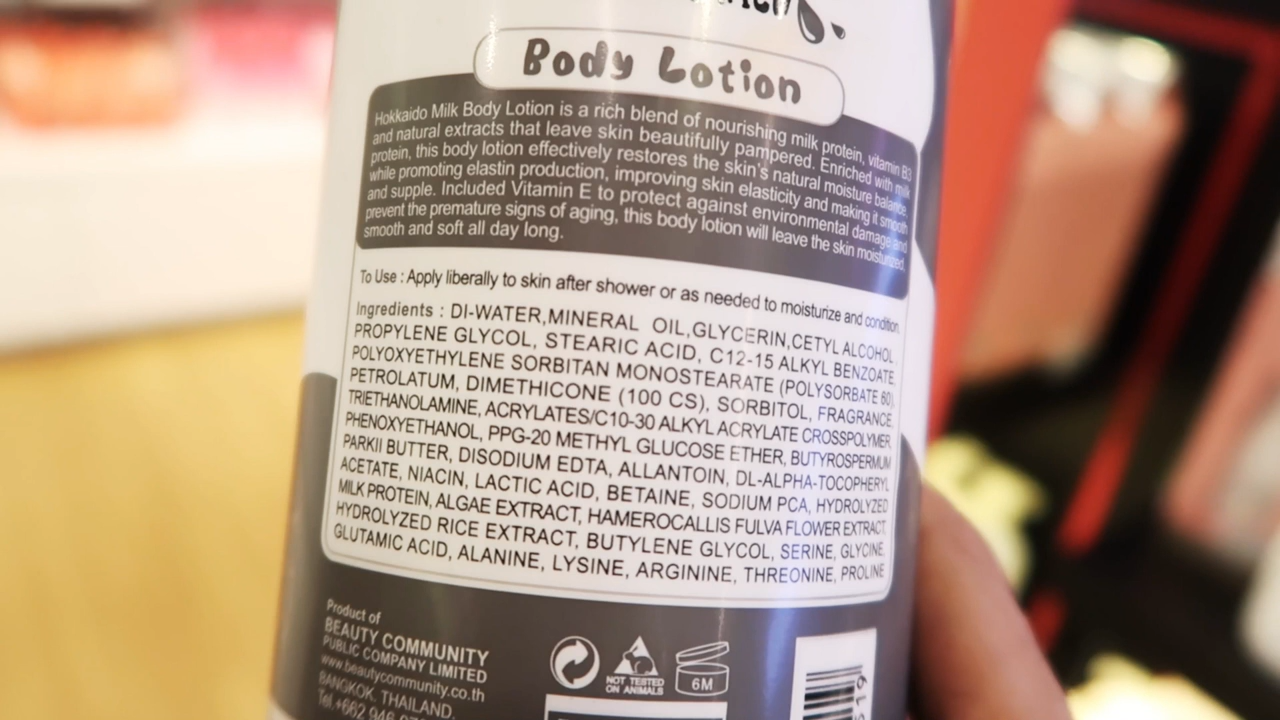 Body Lotion
Hokkaido Milk Body Lotion is a rich blend of nourishing milk protein, vitamin B3
and natural extracts that leave skin beautifully pampered. Enriched with milk
protein, this body lotion effectively restores the skin's natural moisture balance,
while promoting elastin production, improving skin elasticity and making it smooth
and supple. Included Vitamin E to protect against environmental damage and
prevent the premature signs of aging, this body lotion will leave the skin moisturized,
smooth and soft all day long.
To Use : Apply liberally to skin after shower or as needed to moisturize and condition.
Ingredients : DI-WATER,MINERAL OIL,GLYCERIN,CETYL ALCOHOL,
PROPYLENE GLYCOL, STEARIC ACID, C12-15 ALKYL BENZOATE,
POLYOXYETHYLENE SORBITAN MONOSTEARATE (POLYSORBATE 60),
PETROLATUM, DIMETHICONE (100 CS), SORBITOL, FRAGRANCE,
TRIETHANOLAMINE, ACRYLATES/C10-30 ALKYL ACRYLATE CROSSPOLYMER,
PHENOXYETHANOL, PPG-20 METHYL GLUCOSE ETHER, BUTYROSPERMUM
PARKII BUTTER, DISODIUM EDTA, ALLANTOIN, DL-ALPHA-TOCOPHERYL
ACETATE, NIACIN, LACTIC ACID, BETAINE, SODIUM PCA, HYDROLYZED
MILK PROTEIN, ALGAE EXTRACT, HAMEROCALLIS FULVA FLOWER EXTRACT,
HYDROLYZED RICE EXTRACT, BUTYLENE GLYCOL, SERINE, GLYCINE,
GLUTAMIC ACID, ALANINE, LYSINE, ARGININE, THREONINE, PROLINE
Product of
BEAUTY COMMUNITY
PUBLIC COMPANY LIMITED
www.beautycommunity.co.th
BANGKOK, THAILAND.
Tel.+662 946
NOT TESTED
ON ANIMALS
6M
519